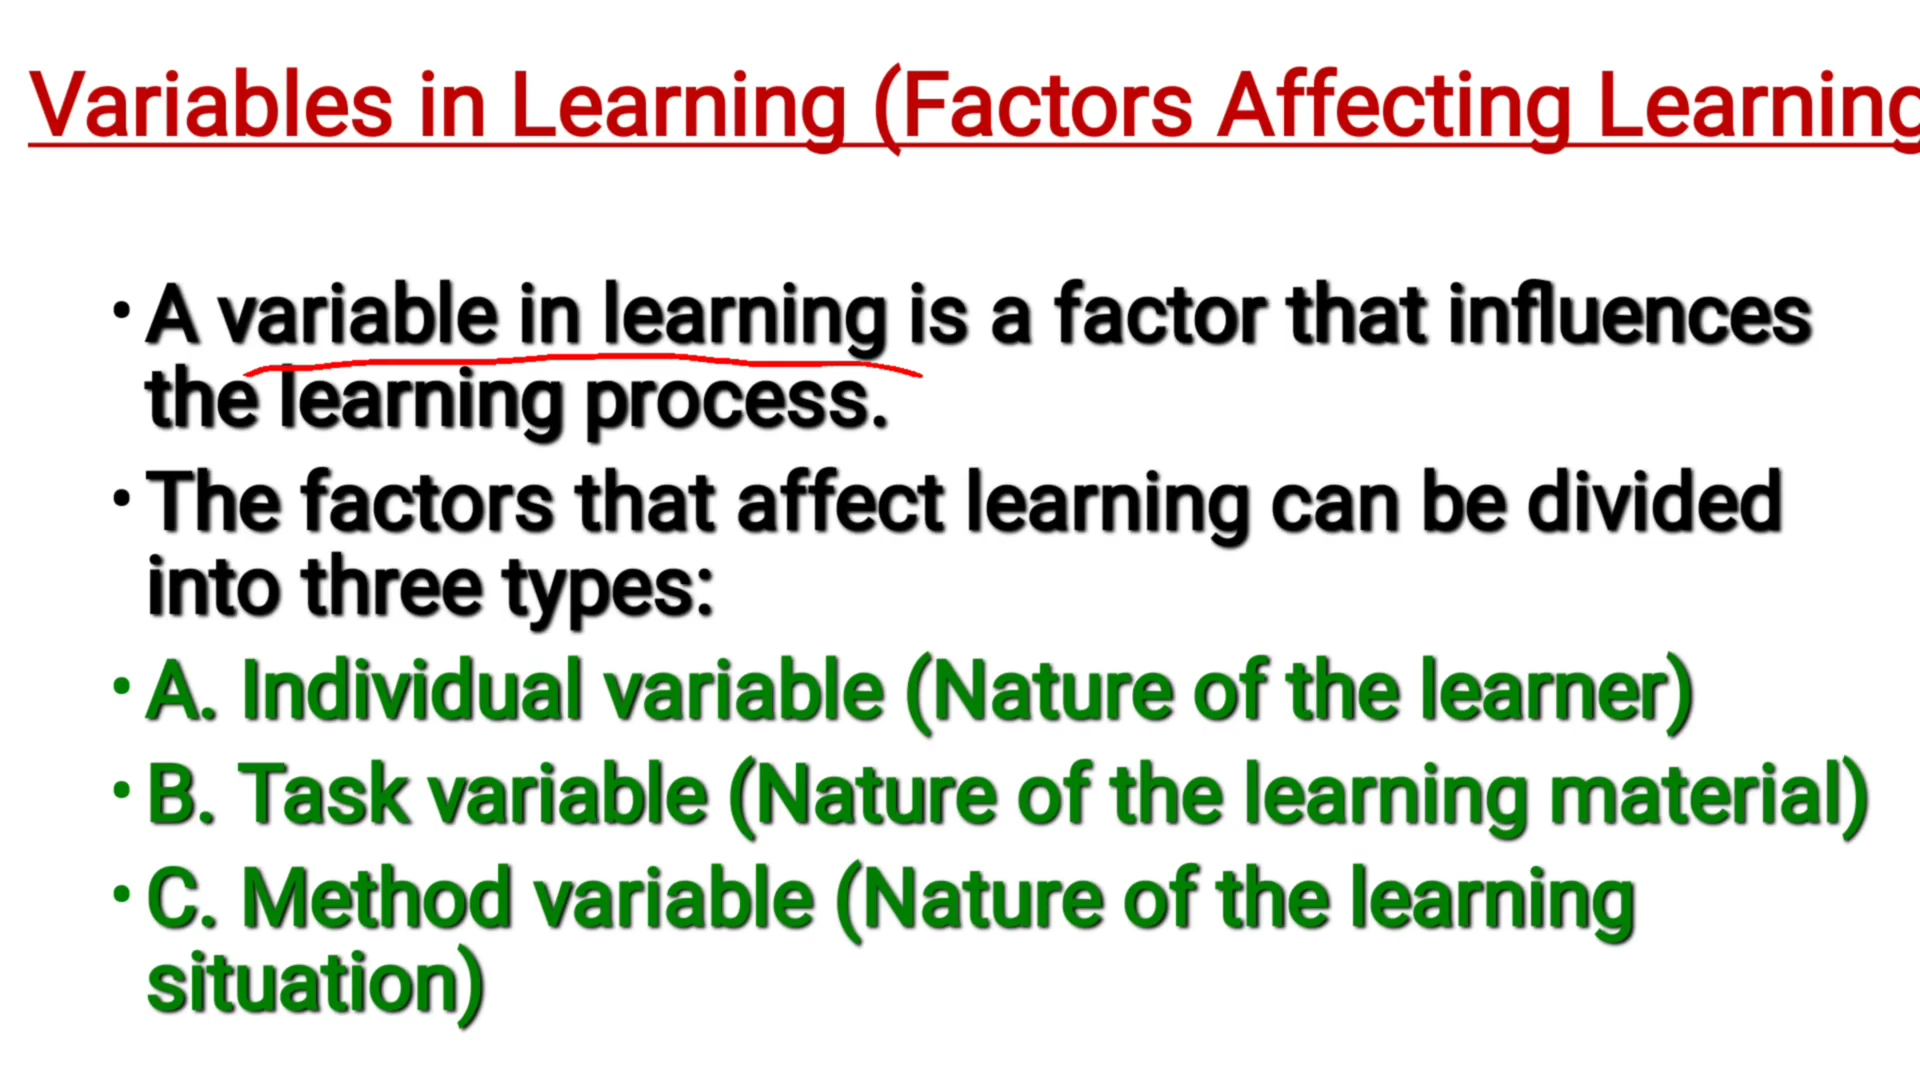 Variables in Learning (Factors Affecting Learning
• A variable in learning is a factor that influences
the learning process.
• The factors that affect learning can be divided
into three types:
• A. Individual variable (Nature of the learner)
• B. Task variable (Nature of the learning material)
• C. Method variable (Nature of the learning
situation)